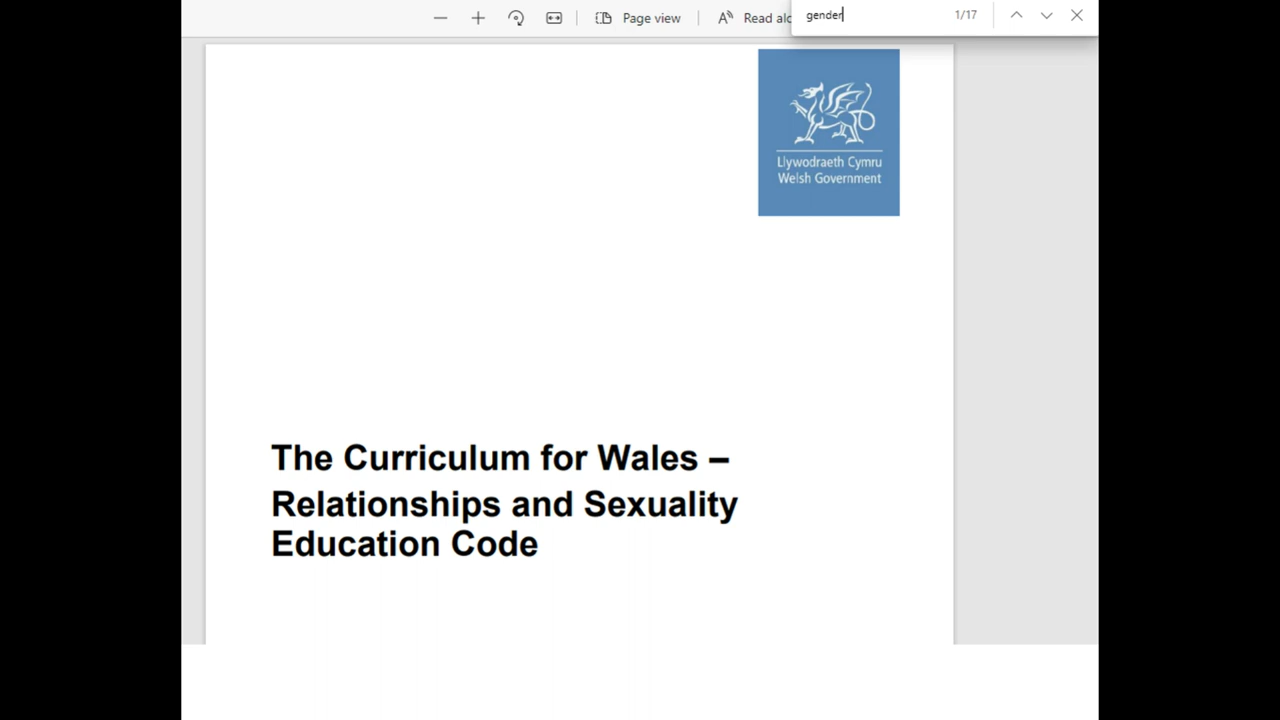 Page view
Read alo
gender
1/17
Llywodraeth Cymru
Welsh Government
The Curriculum for Wales –
Relationships and Sexuality
Education Code